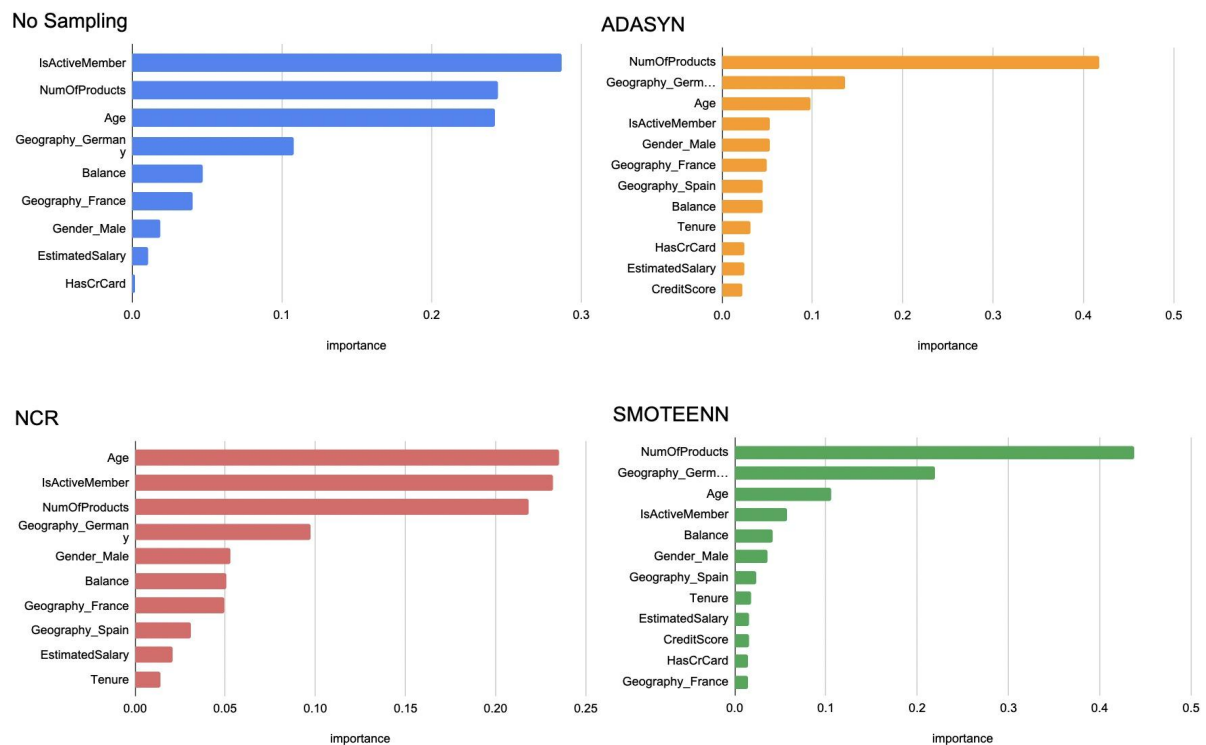 No Sampling
IsActiveMember
NumOfProducts
Age
Geography_German
y
Balance
Geography_France
Gender_Male
EstimatedSalary
HasCrCard
0.0
0.1
0.2
0.3
importance
ADASYN
NumOfProducts
Geography_Germ...
Age
IsActiveMember
Gender_Male
Geography_France
Geography_Spain
Balance
Tenure
HasCrCard
EstimatedSalary
CreditScore
0.0
0.1
0.2
0.3
0.4
0.5
importance
NCR
Age
IsActiveMember
NumOfProducts
Geography_German
y
Gender_Male
Balance
Geography_France
Geography_Spain
EstimatedSalary
Tenure
0.00
0.05
0.10
0.15
0.20
0.25
importance
SMOTEENN
NumOfProducts
Geography_Germ...
Age
IsActiveMember
Balance
Gender_Male
Geography_Spain
Tenure
EstimatedSalary
CreditScore
HasCrCard
Geography_France
0.0
0.1
0.2
0.3
0.4
0.5
importance